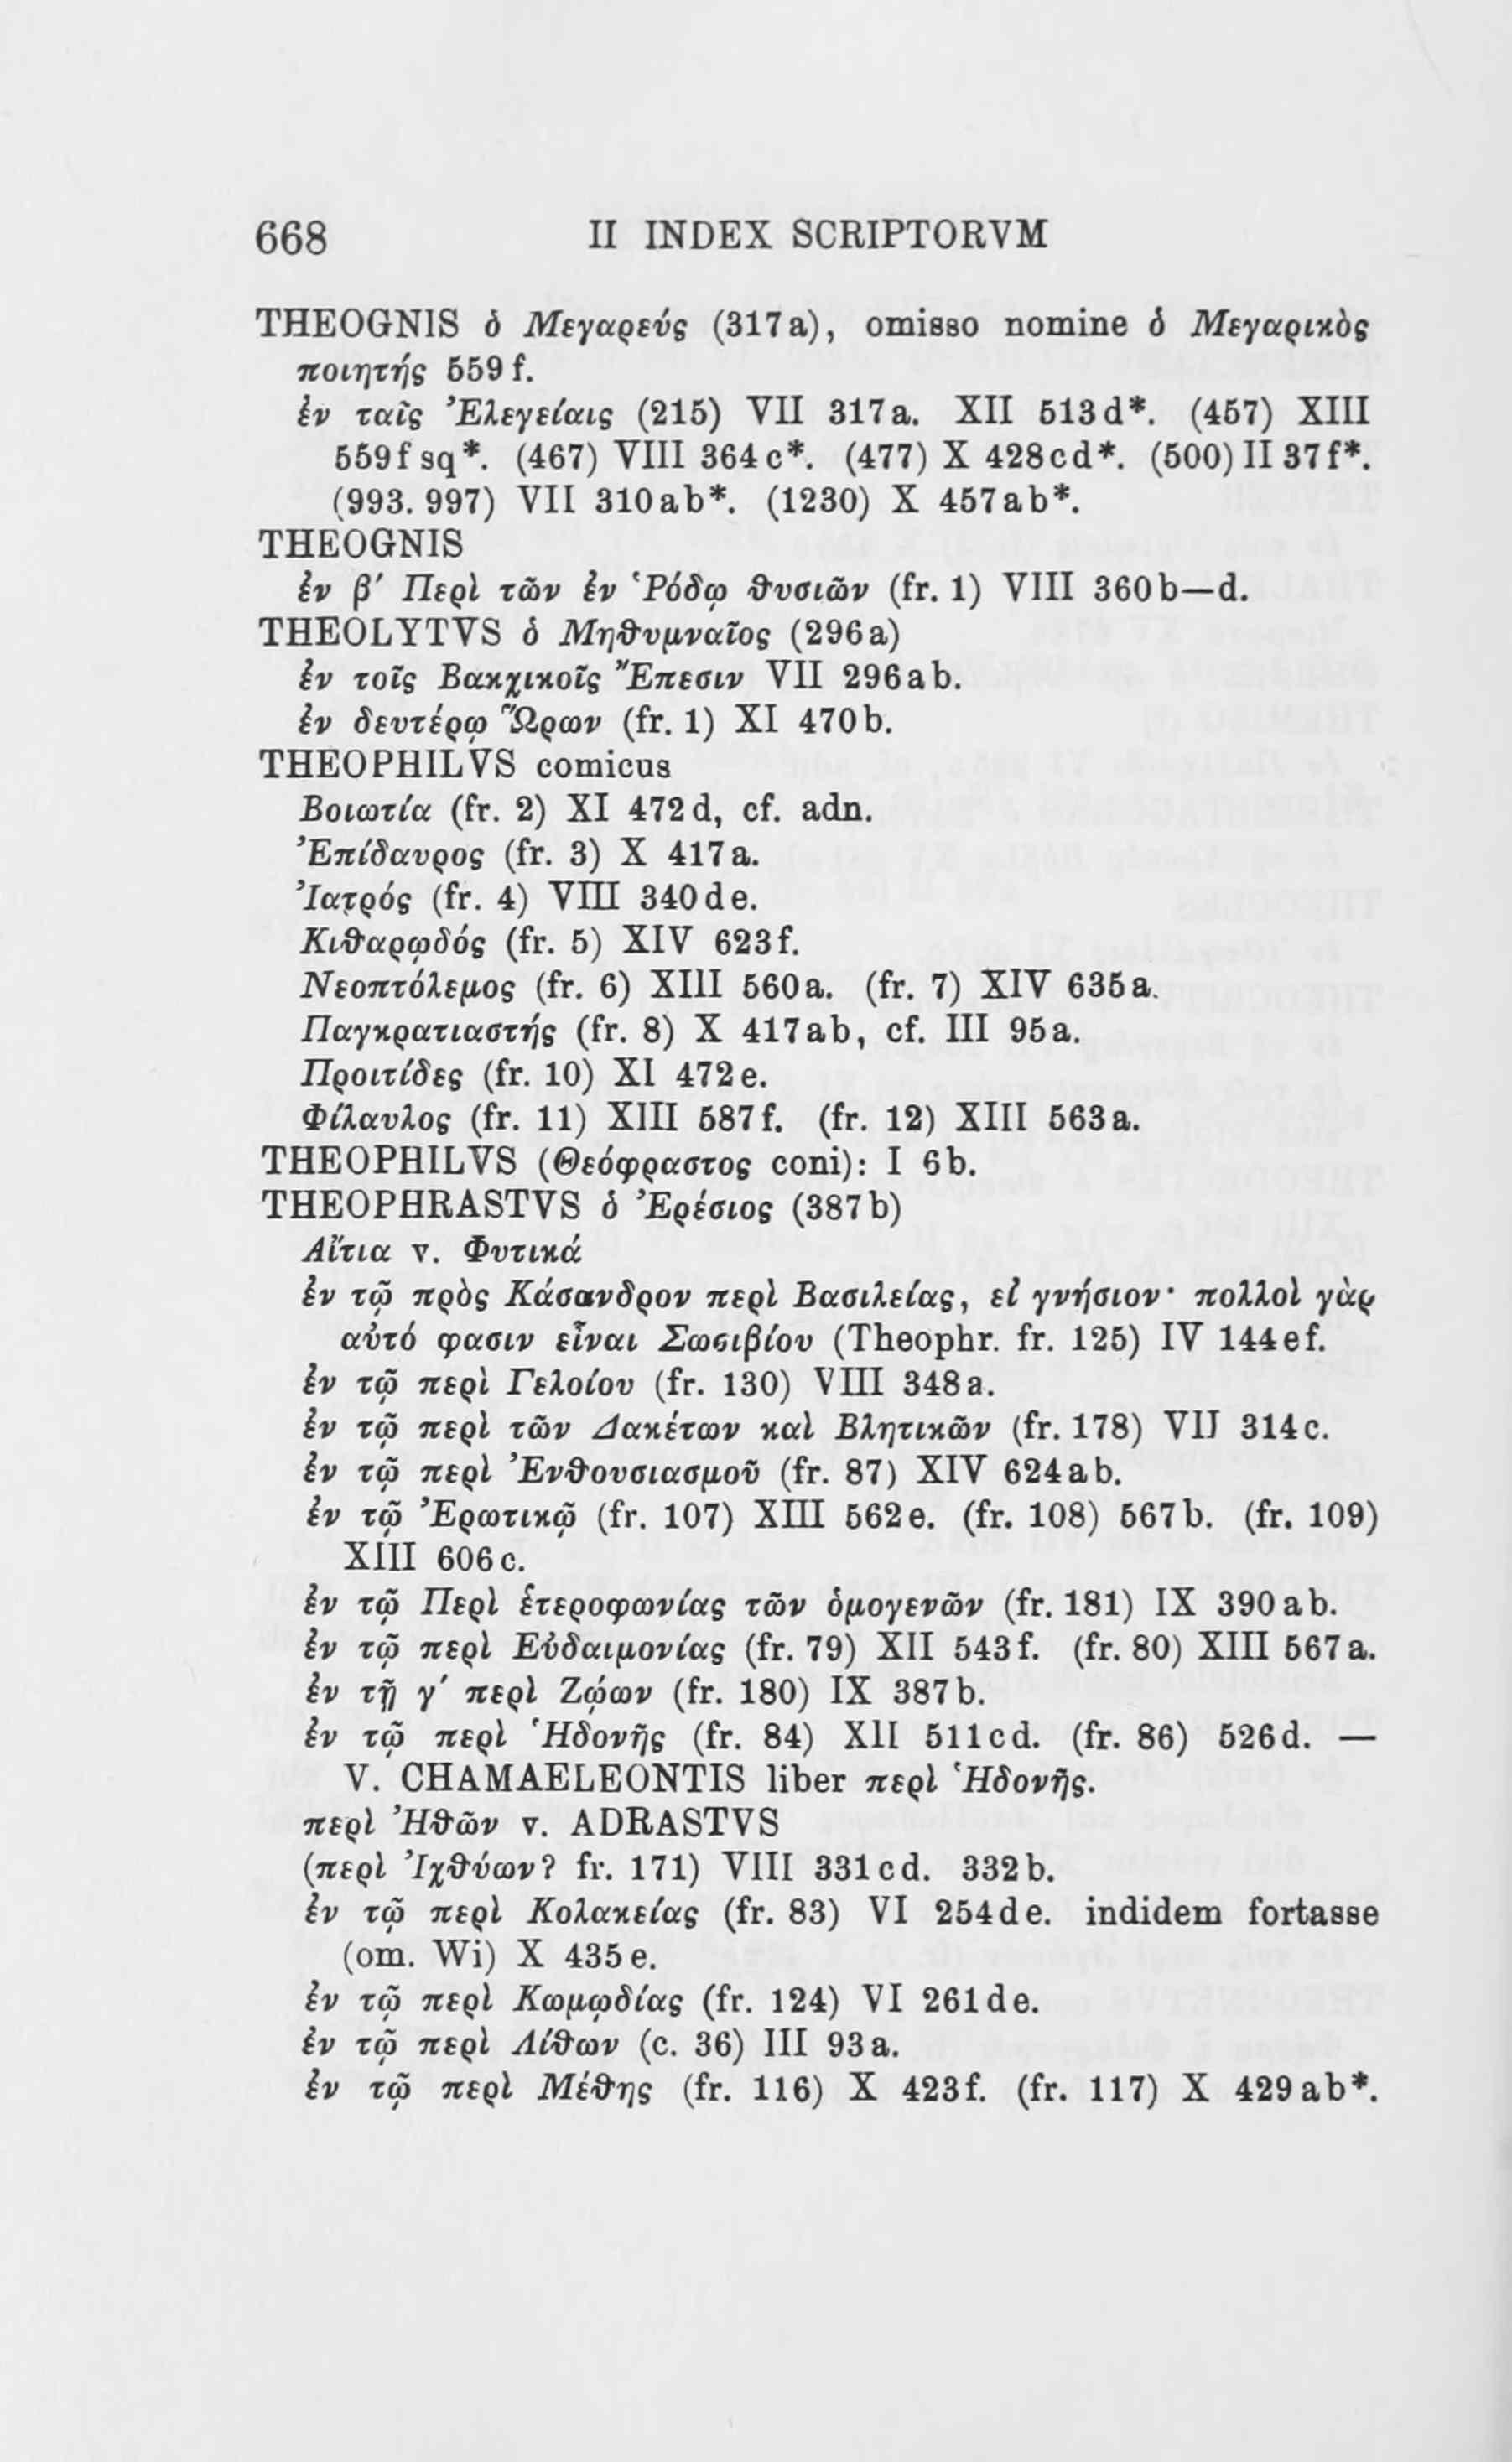 668 II INDEX SCRIPTORVM
THEOGNIS ὁ Μεγαρεύς (317a), omisso nomine ὁ Μεγαρικὸς
ποιητής 559f.
ἐν ταῖς Ἐλεγείαις (215) VII 317a. XII 513d*. (457) XIII
559f sq*. (467) VIII 364c*. (477) X 428cd*. (500) II 37f*.
(993. 997) VII 310ab*. (1230) X 457ab*.
THEOGNIS
ἐν β′ Περὶ τῶν ἐν Ῥόδῳ θυσιῶν (fr. 1) VIII 360b—d.
THEOLYTVS ὁ Μηθυμναῖος (296a)
ἐν τοῖς Βακχικοῖς Ἔπεσιν VII 296ab.
ἐν δευτέρῳ Ὥρων (fr. 1) XI 470b.
THEOPHILVS comicus
Βοιωτία (fr. 2) XI 472d, cf. adn.
Ἐπίδαυρος (fr. 3) X 417a.
Ἰατρός (fr. 4) VIII 340de.
Κιθαρῳδός (fr. 5) XIV 623f.
Νεοπτόλεμος (fr. 6) XIII 560a. (fr. 7) XIV 635a.
Παγκρατιαστής (fr. 8) X 417ab, cf. III 95a.
Προιτίδες (fr. 10) XI 472e.
Φίλαυλος (fr. 11) XIII 587f. (fr. 12) XIII 563a.
THEOPHILVS (Θεόφραστος coni): I 6b.
THEOPHRASTVS ὁ Ἐρέσιος (387b)
Αἴτια v. Φυτικά
ἐν τῷ πρὸς Κάσανδρον περὶ Βασιλείας, εἰ γνήσιον· πολλοὶ γὰρ
αὐτό φασιν εἶναι Σωσιβίου (Theophr. fr. 125) IV 144ef.
ἐν τῷ περὶ Γελοίου (fr. 130) VIII 348a.
ἐν τῷ περὶ τῶν Δακέτων καὶ Βλητικῶν (fr. 178) VII 314c.
ἐν τῷ περὶ Ἐνθουσιασμοῦ (fr. 87) XIV 624ab.
ἐν τῷ Ἐρωτικῷ (fr. 107) XIII 562e. (fr. 108) 567b. (fr. 109)
XIII 606c.
ἐν τῷ Περὶ ἑτεροφωνίας τῶν ὁμογενῶν (fr. 181) IX 390ab.
ἐν τῷ περὶ Εὐδαιμονίας (fr. 79) XII 543f. (fr. 80) XIII 567a.
ἐν τῇ γ′ περὶ Ζῴων (fr. 180) IX 387b.
ἐν τῷ περὶ Ἡδονῆς (fr. 84) XII 511cd. (fr. 86) 526d. —
V. CHAMAELEONTIS liber περὶ Ἡδονῆς.
περὶ Ἠθῶν v. ADRASTVS
(περὶ Ἰχθύων? fr. 171) VIII 331cd. 332b.
ἐν τῷ περὶ Κολακείας (fr. 83) VI 254de. indidem fortasse
(om. Wi) X 435e.
ἐν τῷ περὶ Κωμῳδίας (fr. 124) VI 261de.
ἐν τῷ περὶ Λίθων (c. 36) III 93a.
ἐν τῷ περὶ Μέθης (fr. 116) X 423f. (fr. 117) X 429ab*.